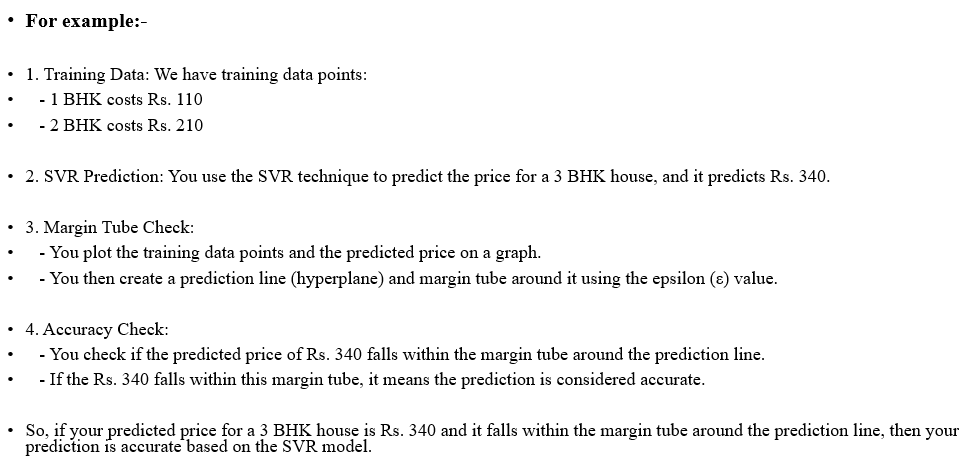 • For example:-
• 1. Training Data: We have training data points:
• - 1 BHK costs Rs. 110
• - 2 BHK costs Rs. 210
• 2. SVR Prediction: You use the SVR technique to predict the price for a 3 BHK house, and it predicts Rs. 340.
• 3. Margin Tube Check:
• - You plot the training data points and the predicted price on a graph.
• - You then create a prediction line (hyperplane) and margin tube around it using the epsilon (ε) value.
• 4. Accuracy Check:
• - You check if the predicted price of Rs. 340 falls within the margin tube around the prediction line.
• - If the Rs. 340 falls within this margin tube, it means the prediction is considered accurate.
• So, if your predicted price for a 3 BHK house is Rs. 340 and it falls within the margin tube around the prediction line, then your
prediction is accurate based on the SVR model.